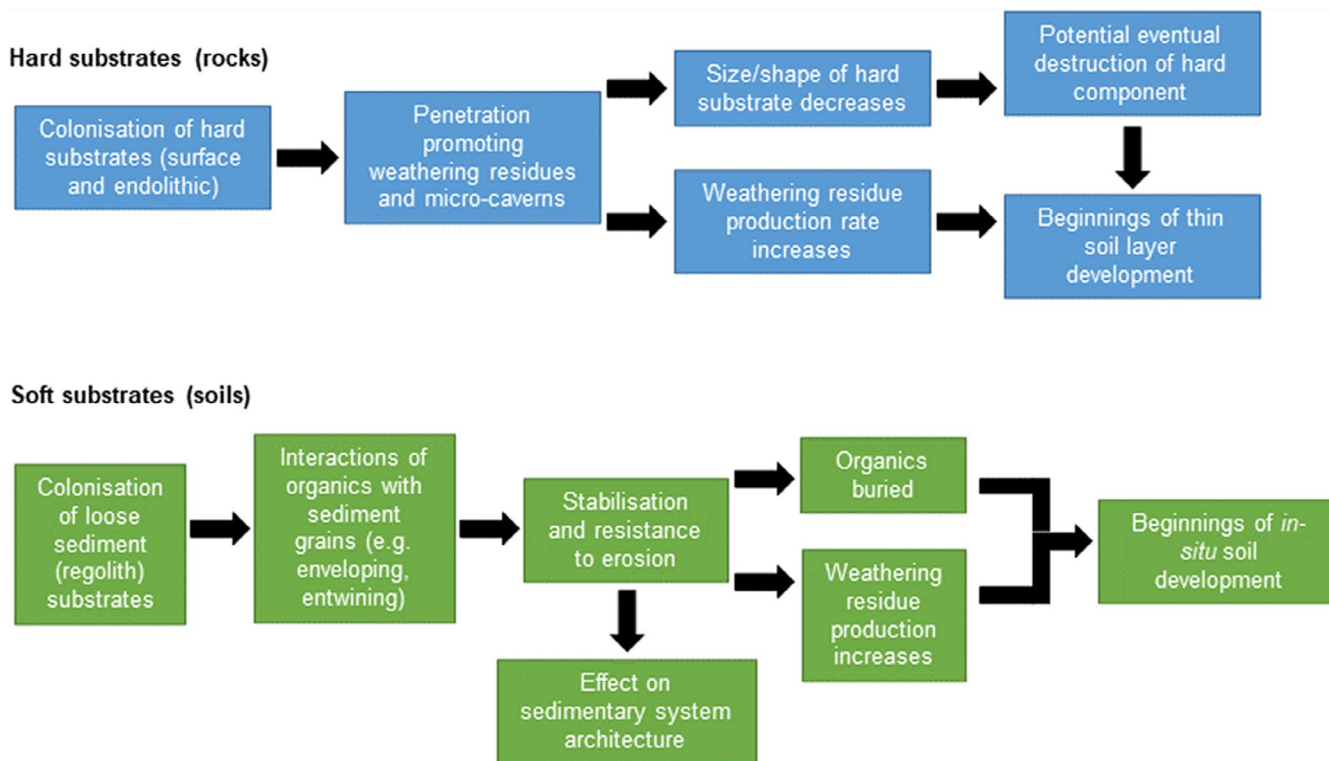 Hard substrates (rocks)
Colonisation of hard
substrates (surface
and endolithic)
Penetration
promoting
weathering residues
and micro-caverns
Size/shape of hard
substrate decreases
Potential eventual
destruction of hard
component
Weathering residue
production rate
increases
Beginnings of thin
soil layer
development
Soft substrates (soils)
Colonisation
of loose
sediment
(regolith)
substrates
Interactions of
organics with
sediment
grains (e.g.
enveloping,
entwining)
Stabilisation
and resistance
to erosion
Effect on
sedimentary system
architecture
Organics
buried
Weathering
residue
production
increases
Beginnings of in-
situ soil
development